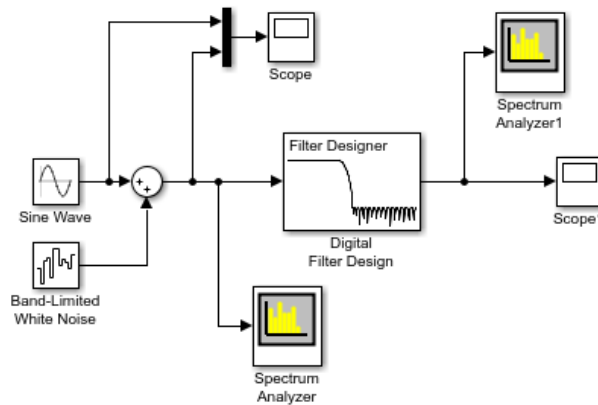 Scope
Spectrum
Analyzer1
Filter Designer
Sine Wave
Scope1
Digital
Filter Design
Band-Limited
White Noise
Spectrum
Analyzer